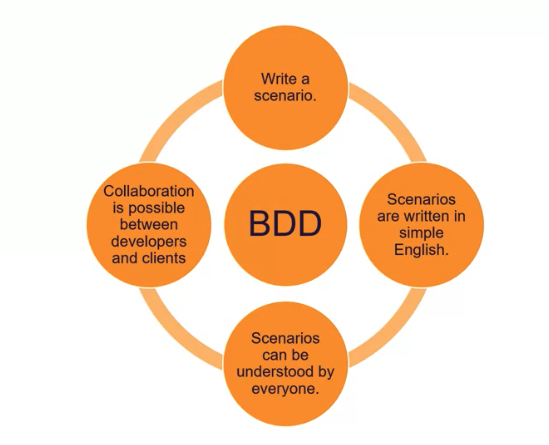 Write a
scenario.
Collaboration
is possible
between
developers
and clients
BDD
Scenarios
are written in
simple
English.
Scenarios
can be
understood by
everyone.